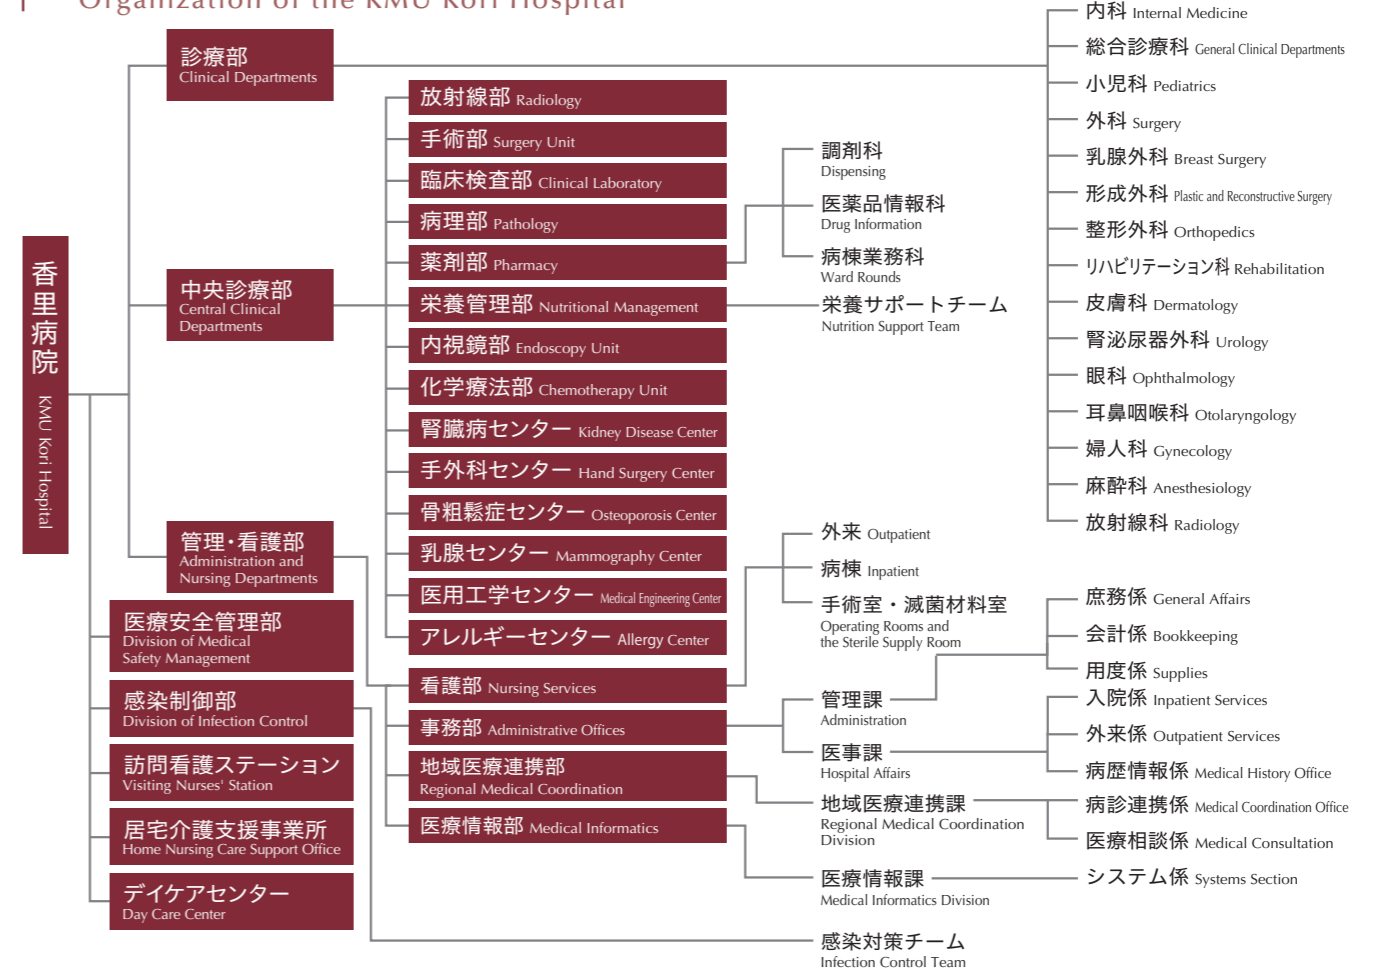 Organization of the KMU Kori Hospital
香里病院 KMU Kori Hospital
診療部
Clinical Departments
内科 Internal Medicine
総合診療科 General Clinical Departments
小児科 Pediatrics
外科 Surgery
乳腺外科 Breast Surgery
形成外科 Plastic and Reconstructive Surgery
整形外科 Orthopedics
リハビリテーション科 Rehabilitation
皮膚科 Dermatology
腎泌尿器外科 Urology
眼科 Ophthalmology
耳鼻咽喉科 Otolaryngology
婦人科 Gynecology
麻酔科 Anesthesiology
放射線科 Radiology
中央診療部
Central Clinical
Departments
放射線部 Radiology
手術部 Surgery Unit
臨床検査部 Clinical Laboratory
病理部 Pathology
薬剤部 Pharmacy
調剤科
Dispensing
医薬品情報科
Drug Information
病棟業務科
Ward Rounds
栄養管理部 Nutritional Management
栄養サポートチーム
Nutrition Support Team
内視鏡部 Endoscopy Unit
化学療法部 Chemotherapy Unit
腎臓病センター Kidney Disease Center
手外科センター Hand Surgery Center
骨粗鬆症センター Osteoporosis Center
乳腺センター Mammography Center
医用工学センター Medical Engineering Center
アレルギーセンター Allergy Center
管理・看護部
Administration and
Nursing Departments
看護部 Nursing Services
外来 Outpatient
病棟 Inpatient
手術室・滅菌材料室
Operating Rooms and
the Sterile Supply Room
事務部 Administrative Offices
管理課
Administration
庶務係 General Affairs
会計係 Bookkeeping
用度係 Supplies
医事課
Hospital Affairs
入院係 Inpatient Services
外来係 Outpatient Services
病歴情報係 Medical History Office
地域医療連携部
Regional Medical Coordination
地域医療連携課
Regional Medical Coordination
Division
病診連携係 Medical Coordination Office
医療相談係 Medical Consultation
医療情報部 Medical Informatics
医療情報課
Medical Informatics Division
システム係 Systems Section
医療安全管理部
Division of Medical
Safety Management
感染制御部
Division of Infection Control
感染対策チーム
Infection Control Team
訪問看護ステーション
Visiting Nurses' Station
居宅介護支援事業所
Home Nursing Care Support Office
デイケアセンター
Day Care Center